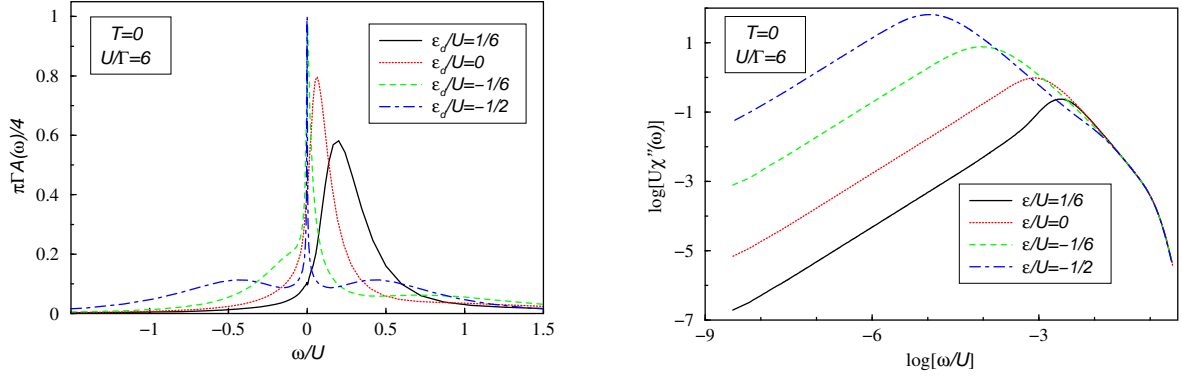 T=0
U/Γ=6
ε_d/U=1/6
ε_d/U=0
ε_d/U=−1/6
ε_d/U=−1/2
πΓA(ω)/4
1
0.8
0.6
0.4
0.2
0
−1 −0.5 0 0.5 1 1.5
ω/U
T=0
U/Γ=6
log[Uχ''(ω)]
1
−1
−3
−5
−7
ε/U=1/6
ε/U=0
ε/U=−1/6
ε/U=−1/2
−9 −6 −3
log[ω/U]